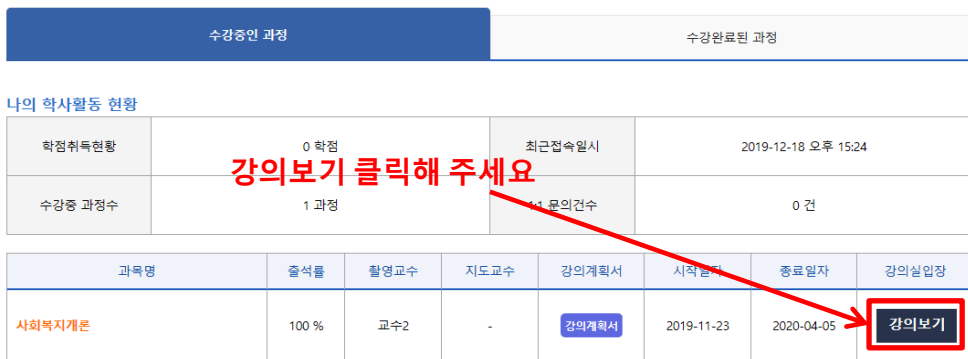 수강중인 과정
수강완료된 과정
나의 학사활동 현황
학점취득현황 0 학점 최근접속일시 2019-12-18 오후 15:24
강의보기 클릭해 주세요
수강중 과정수 1 과정 1:1 문의건수 0 건
과목명 출석률 촬영교수 지도교수 강의계획서 시작일자 종료일자 강의실입장
사회복지개론 100 % 교수2 - 강의계획서 2019-11-23 2020-04-05 강의보기